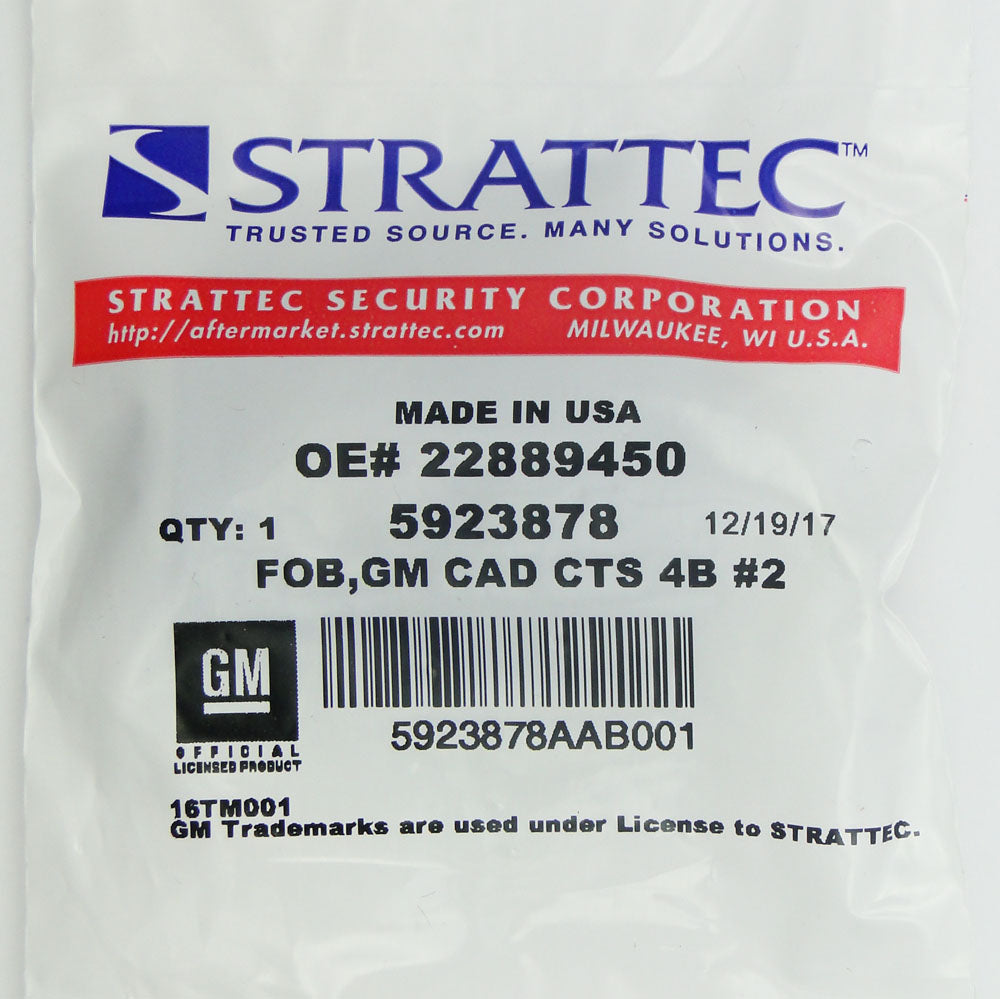 STRATTEC™
TRUSTED SOURCE. MANY SOLUTIONS.
STRATTEC SECURITY CORPORATION
http://aftermarket.strattec.com MILWAUKEE, WI U.S.A.
MADE IN USA
OE# 22889450
QTY: 1 5923878 12/19/17
FOB,GM CAD CTS 4B #2
GM
5923878AAB001
OFFICIAL
LICENSED PRODUCT
16TM001
GM Trademarks are used under License to STRATTEC.